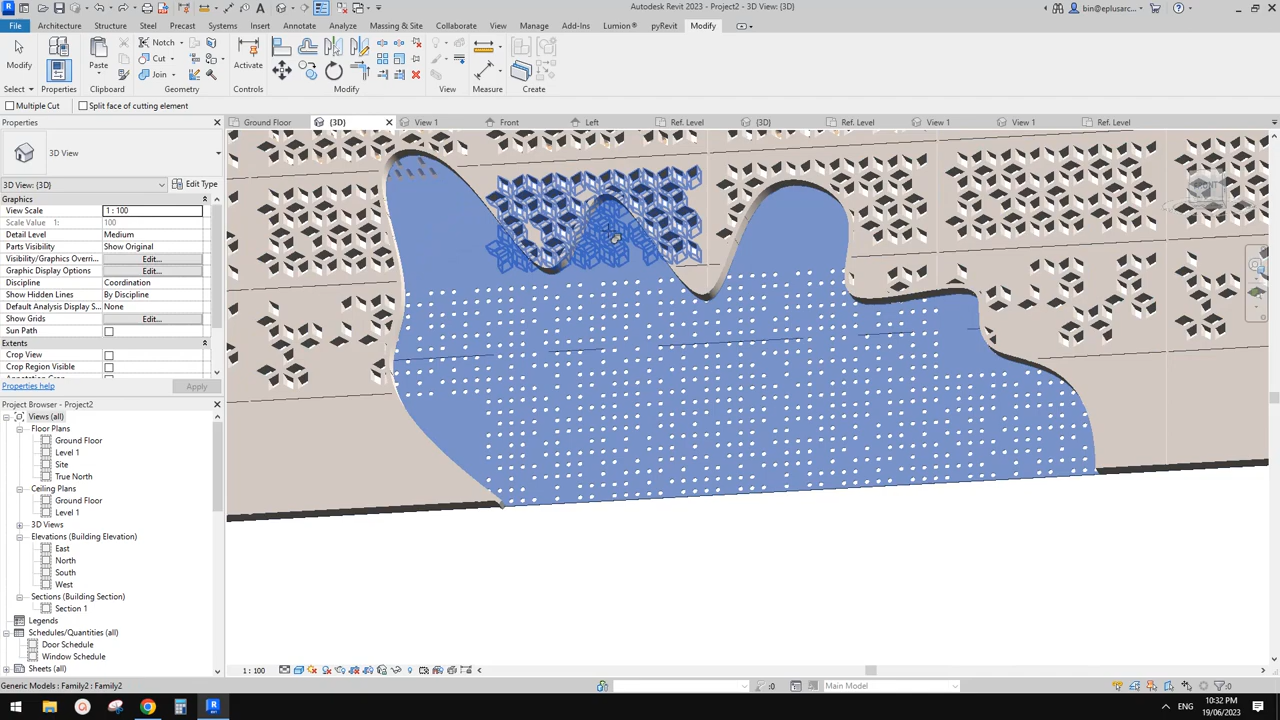 Autodesk Revit 2023 - Project2 - 3D View: {3D}
bin@eplusarc...
File Architecture Structure Steel Precast Systems Insert Annotate Analyze Massing & Site Collaborate View Manage Add-Ins Lumion® pyRevit Modify
Modify Properties Paste Notch Cut Join Activate
Select Properties Clipboard Geometry Controls Modify View Measure Create
Multiple Cut Split face of cutting element
Properties
Ground Floor {3D} View 1 Front Left Ref. Level {3D} Ref. Level View 1 View 1 Ref. Level
3D View
3D View: {3D} Edit Type
Graphics
View Scale 1 : 100
Scale Value 1: 100
Detail Level Medium
Parts Visibility Show Original
Visibility/Graphics Overri... Edit...
Graphic Display Options Edit...
Discipline Coordination
Show Hidden Lines By Discipline
Default Analysis Display S... None
Show Grids Edit...
Sun Path
Extents
Crop View
Crop Region Visible
Properties help Apply
Project Browser - Project2
Views (all)
Floor Plans
Ground Floor
Level 1
Site
True North
Ceiling Plans
Ground Floor
Level 1
3D Views
Elevations (Building Elevation)
East
North
South
West
Sections (Building Section)
Section 1
Legends
Schedules/Quantities (all)
Door Schedule
Window Schedule
Sheets (all)
FRONT
1 : 100
Generic Models : Family2 : Family2
:0
Main Model
:0
ENG
10:32 PM
19/06/2023